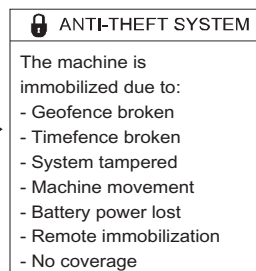 ANTI-THEFT SYSTEM
The machine is
immobilized due to:
- Geofence broken
- Timefence broken
- System tampered
- Machine movement
- Battery power lost
- Remote immobilization
- No coverage